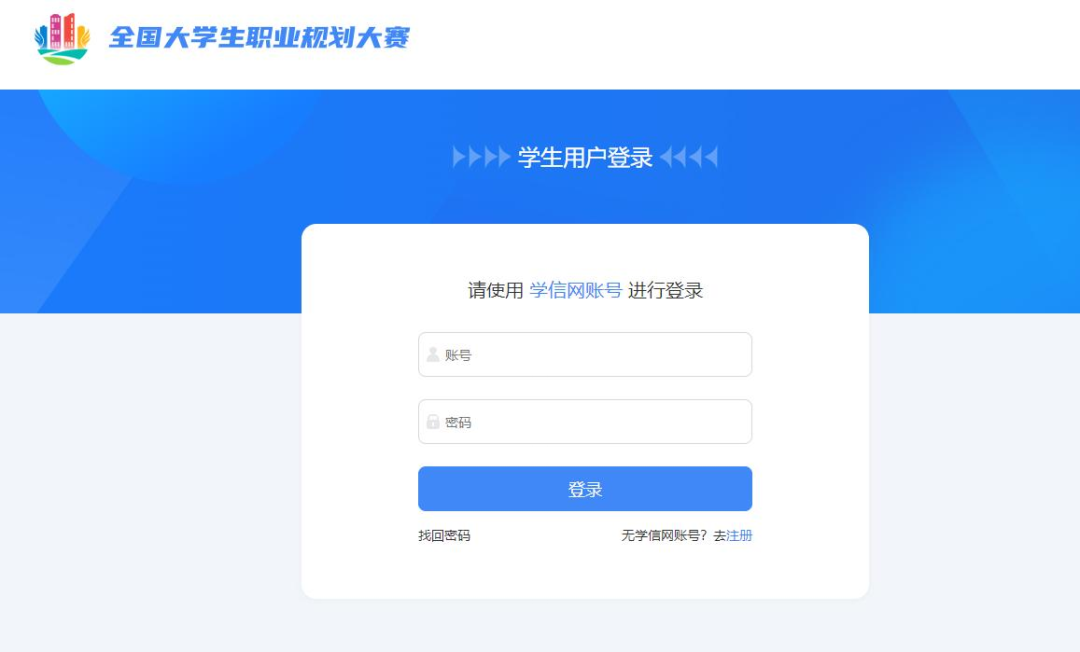 全国大学生职业规划大赛
学生用户登录
请使用 学信网账号 进行登录
账号
密码
登录
找回密码 无学信网账号？去注册